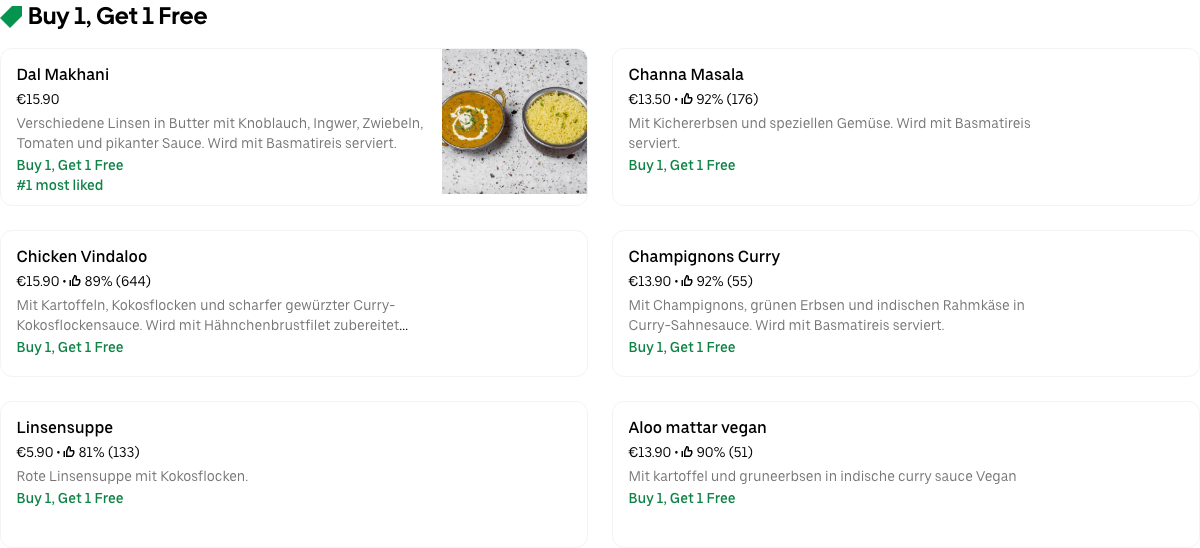 Buy 1, Get 1 Free
Dal Makhani
€15.90
Verschiedene Linsen in Butter mit Knoblauch, Ingwer, Zwiebeln,
Tomaten und pikanter Sauce. Wird mit Basmatireis serviert.
Buy 1, Get 1 Free
#1 most liked
Channa Masala
€13.50 • 92% (176)
Mit Kichererbsen und speziellen Gemüse. Wird mit Basmatireis
serviert.
Buy 1, Get 1 Free
Chicken Vindaloo
€15.90 • 89% (644)
Mit Kartoffeln, Kokosflocken und scharfer gewürzter Curry-
Kokosflockensauce. Wird mit Hähnchenbrustfilet zubereitet...
Buy 1, Get 1 Free
Champignons Curry
€13.90 • 92% (55)
Mit Champignons, grünen Erbsen und indischen Rahmkäse in
Curry-Sahnesauce. Wird mit Basmatireis serviert.
Buy 1, Get 1 Free
Linsensuppe
€5.90 • 81% (133)
Rote Linsensuppe mit Kokosflocken.
Buy 1, Get 1 Free
Aloo mattar vegan
€13.90 • 90% (51)
Mit kartoffel und gruneerbsen in indische curry sauce Vegan
Buy 1, Get 1 Free